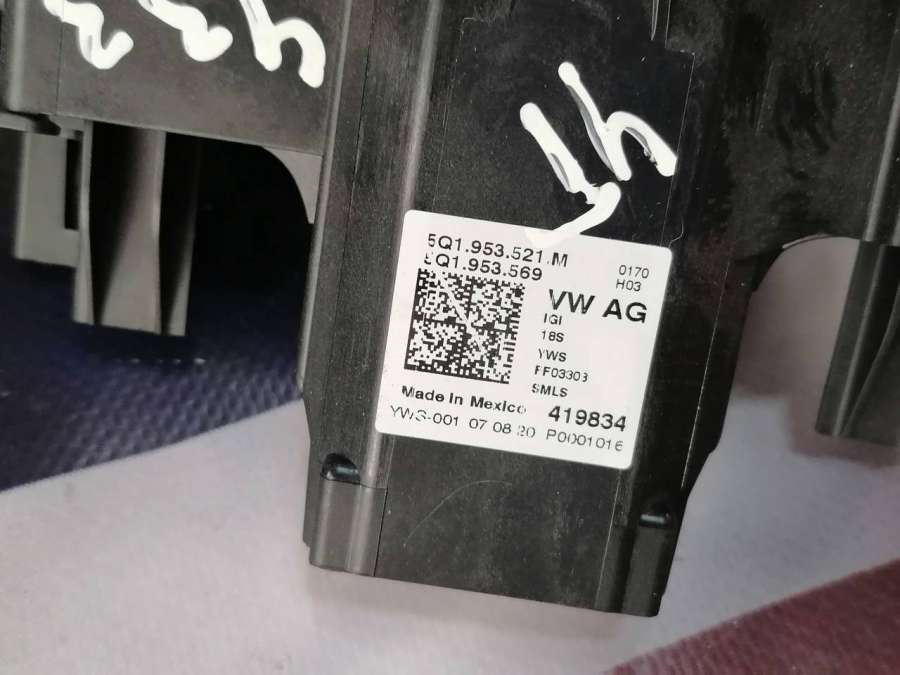 5Q1.953.521.M
5Q1.953.569
0170
H03
VW AG
IGI
18S
YWS
FF03303
SMLS
Made in Mexico
419834
YWS-001 07 08 20 P0001016